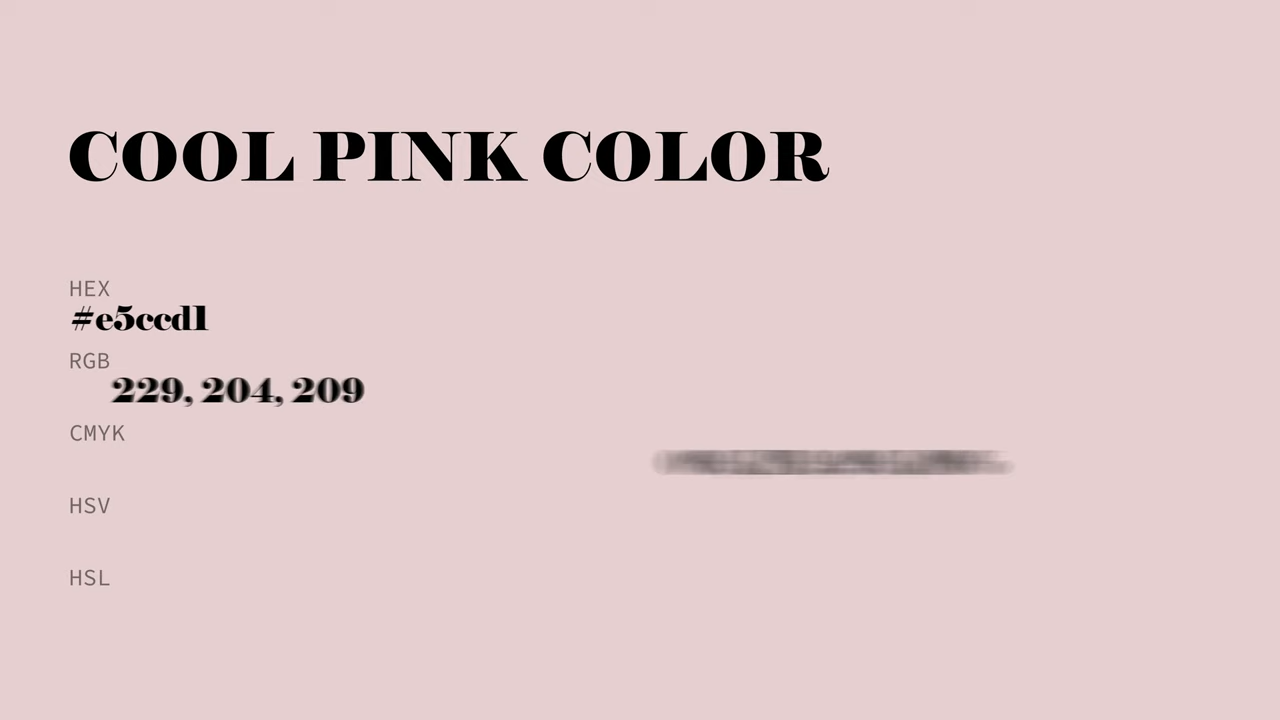 COOL PINK COLOR
HEX
#e5ccd1
RGB
229, 204, 209
CMYK
HSV
HSL